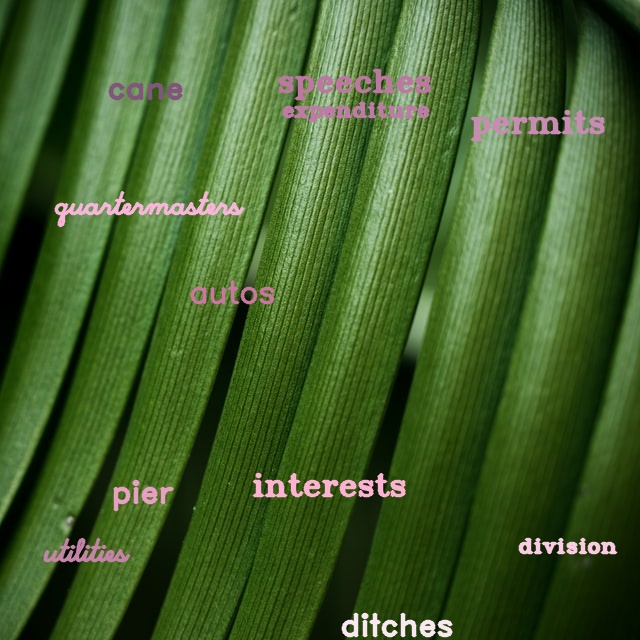 cane
speeches
expenditure
permits
quartermasters
autos
interests
pier
utilities
division
ditches